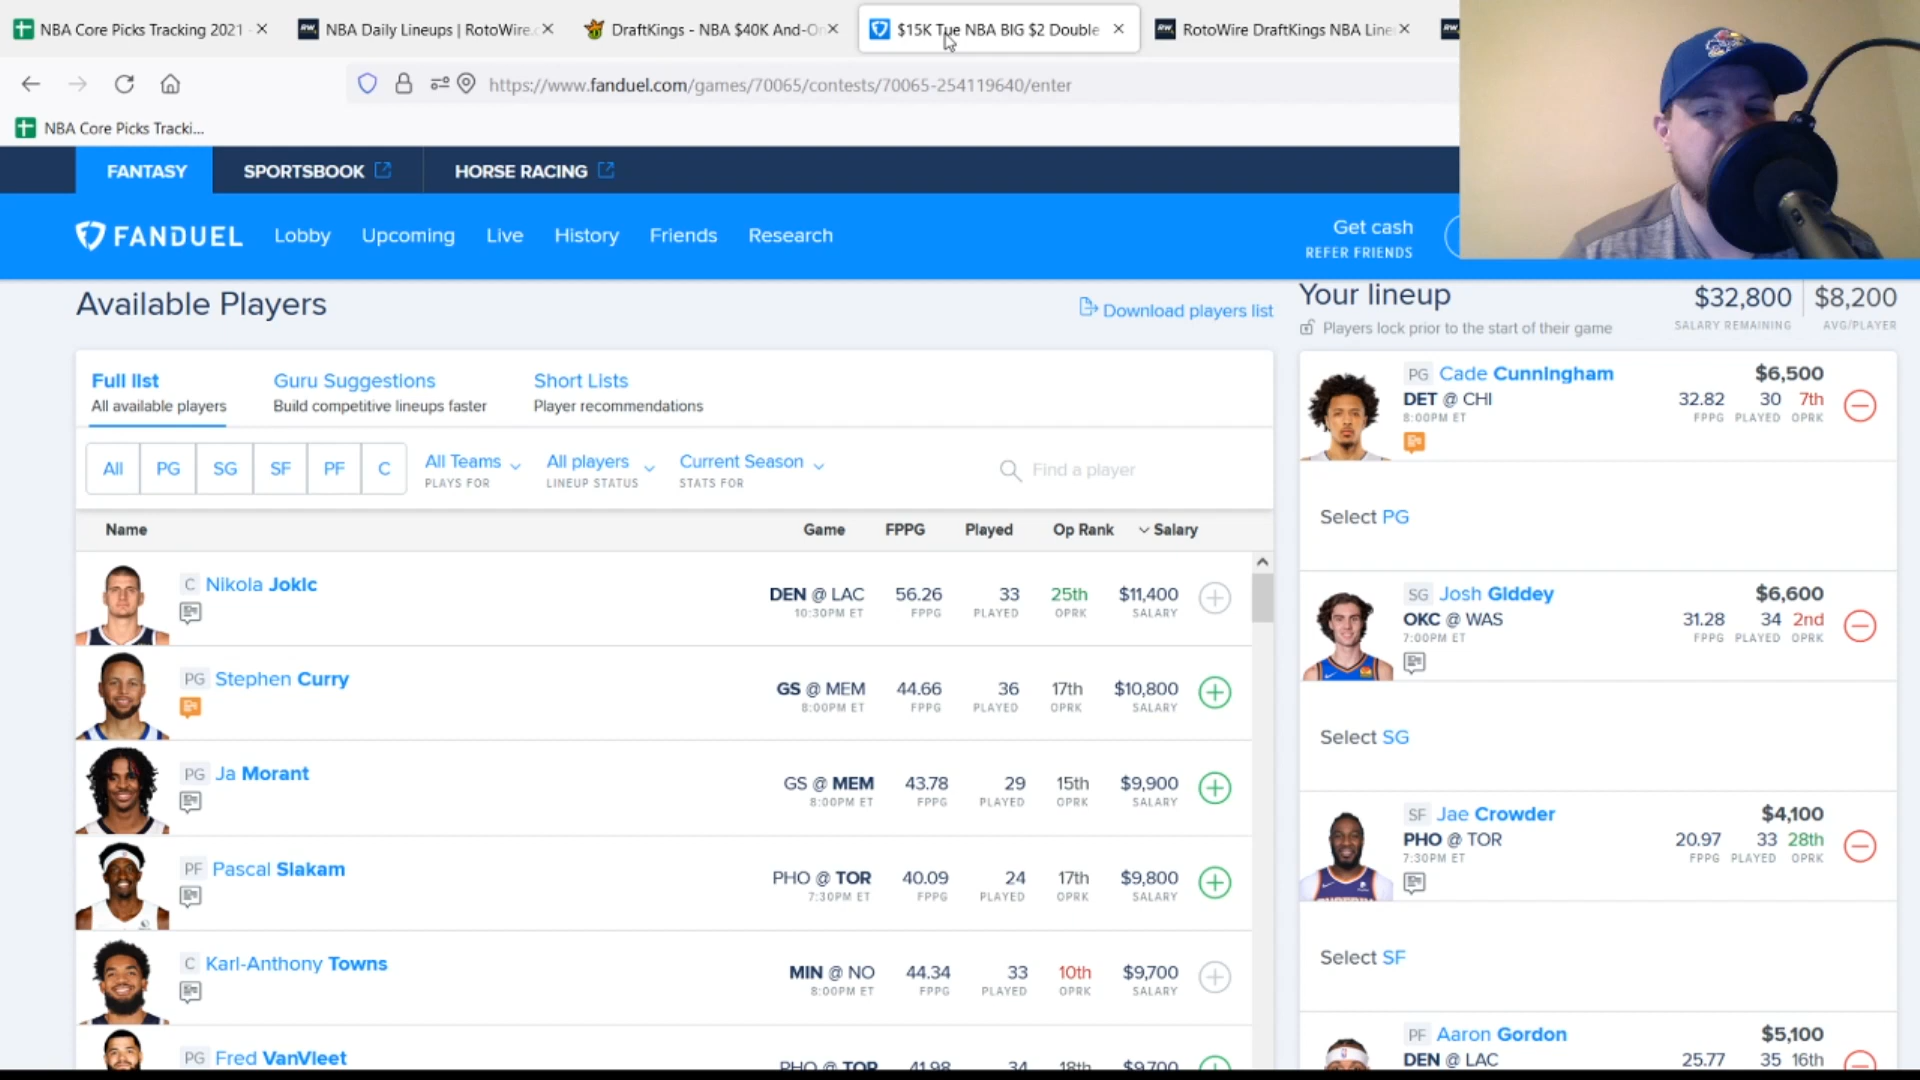 NBA Core Picks Tracking 2021
NBA Daily Lineups | RotoWire.c
DraftKings - NBA $40K And-O
$15K Tue NBA BIG $2 Double
RotoWire DraftKings NBA Line
https://www.fanduel.com/games/70065/contests/70065-254119640/enter
NBA Core Picks Tracki...
FANTASY
SPORTSBOOK
HORSE RACING
FANDUEL
Lobby
Upcoming
Live
History
Friends
Research
Get cash
REFER FRIENDS
Available Players
Download players list
Full list
All available players
Guru Suggestions
Build competitive lineups faster
Short Lists
Player recommendations
All PG SG SF PF C
All Teams
PLAYS FOR
All players
LINEUP STATUS
Current Season
STATS FOR
Find a player
Name Game FPPG Played Op Rank Salary
C Nikola Jokic
DEN @ LAC 56.26 33 25th $11,400
10:30PM ET FPPG PLAYED OPRK SALARY
PG Stephen Curry
GS @ MEM 44.66 36 17th $10,800
8:00PM ET FPPG PLAYED OPRK SALARY
PG Ja Morant
GS @ MEM 43.78 29 15th $9,900
8:00PM ET FPPG PLAYED OPRK SALARY
PF Pascal Siakam
PHO @ TOR 40.09 24 17th $9,800
7:30PM ET FPPG PLAYED OPRK SALARY
C Karl-Anthony Towns
MIN @ NO 44.34 33 10th $9,700
8:00PM ET FPPG PLAYED OPRK SALARY
PG Fred VanVleet
PHO @ TOR 41.98 34 18th $9,700
Your lineup
$32,800 $8,200
SALARY REMAINING AVG/PLAYER
Players lock prior to the start of their game
PG Cade Cunningham $6,500
DET @ CHI 32.82 30 7th
8:00PM ET FPPG PLAYED OPRK
Select PG
SG Josh Giddey $6,600
OKC @ WAS 31.28 34 2nd
7:00PM ET FPPG PLAYED OPRK
Select SG
SF Jae Crowder $4,100
PHO @ TOR 20.97 33 28th
7:30PM ET FPPG PLAYED OPRK
Select SF
PF Aaron Gordon $5,100
DEN @ LAC 25.77 35 16th